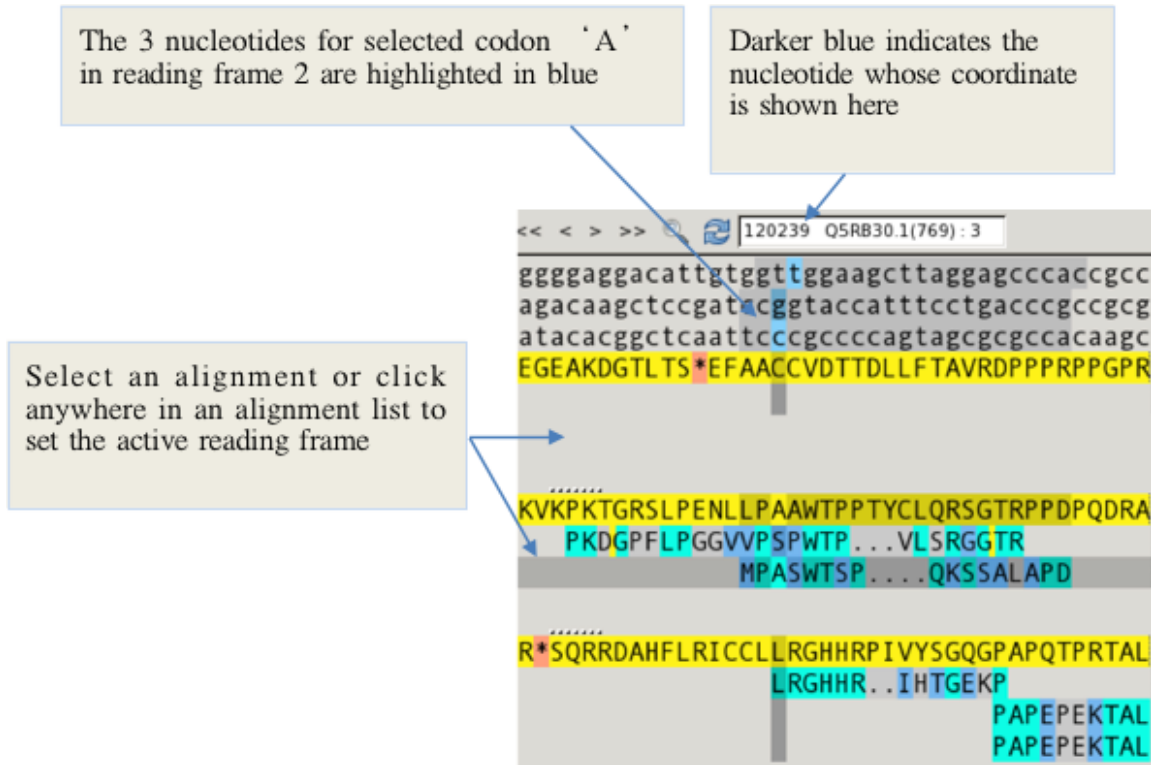 The 3 nucleotides for selected codon ‘A’
in reading frame 2 are highlighted in blue
Darker blue indicates the
nucleotide whose coordinate
is shown here
<< < > >> 120239 Q5RB30.1(769) : 3
ggggaggacattgtggttggaagcttaggagcccaccgcc
agacaagctccgatccggtaccatttcctgacccgccgcg
atacacggctcaattcccgccccagtagcgcgccacaagc
EGEAKDGTLTS*EFAACCVDTTDLLFTAVRDPPPRPPGPR
Select an alignment or click
anywhere in an alignment list to
set the active reading frame
KVKPKTGRSLPENLLPAAWTPPTYCLQRSGTRPPDPQDRA
PKDGPFLPGGVVPSPWTP...VLSRGGTR
MPASWTSP....QKSSALAPD
R*SQRRDAHFLRICCLLRGHHRPIVYSGQGPAPQTPRTAL
LRGHHR..IHTGEKP
PAPEPEKTAL
PAPEPEKTAL